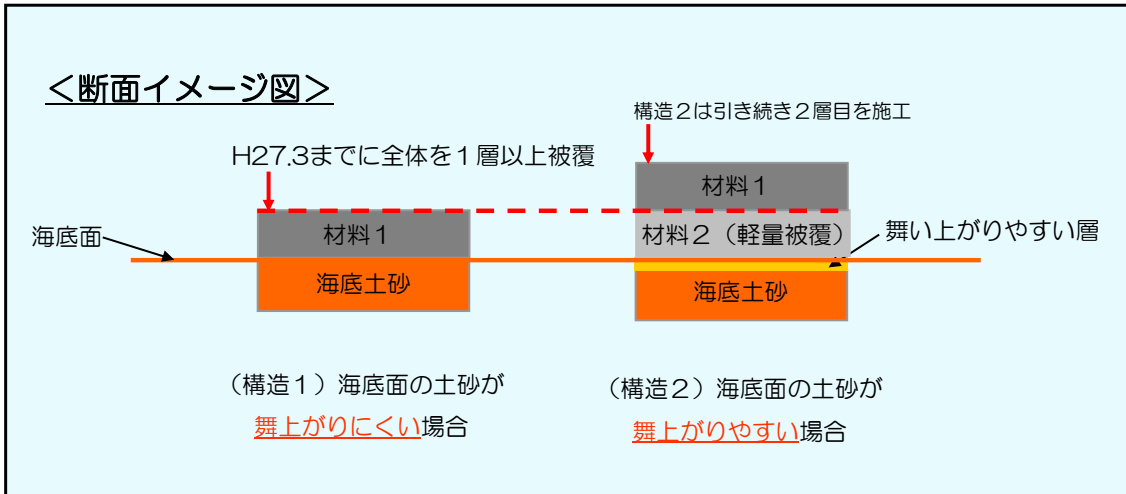 ＜断面イメージ図＞
構造２は引き続き２層目を施工
H27.3までに全体を１層以上被覆
材料１
海底面
材料１
材料２（軽量被覆）
舞い上がりやすい層
海底土砂
海底土砂
（構造１）海底面の土砂が
舞上がりにくい場合
（構造２）海底面の土砂が
舞上がりやすい場合